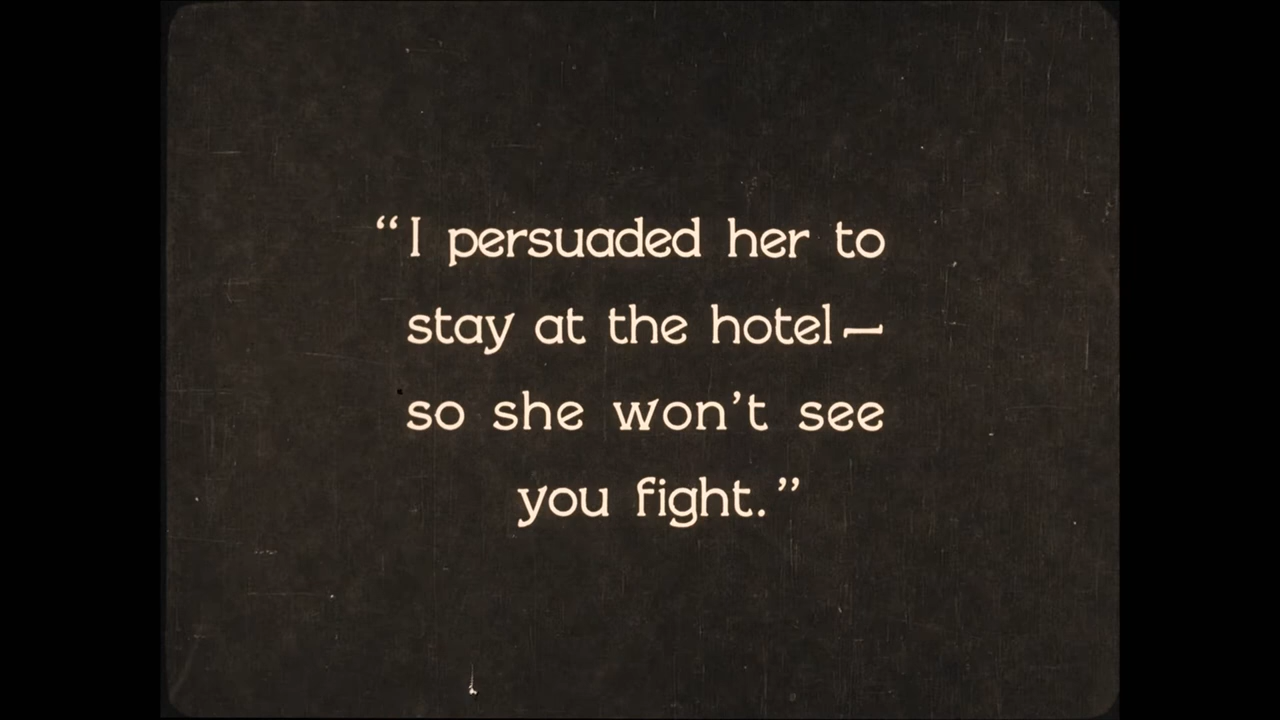 “I persuaded her to
stay at the hotel—
so she won’t see
you fight.”